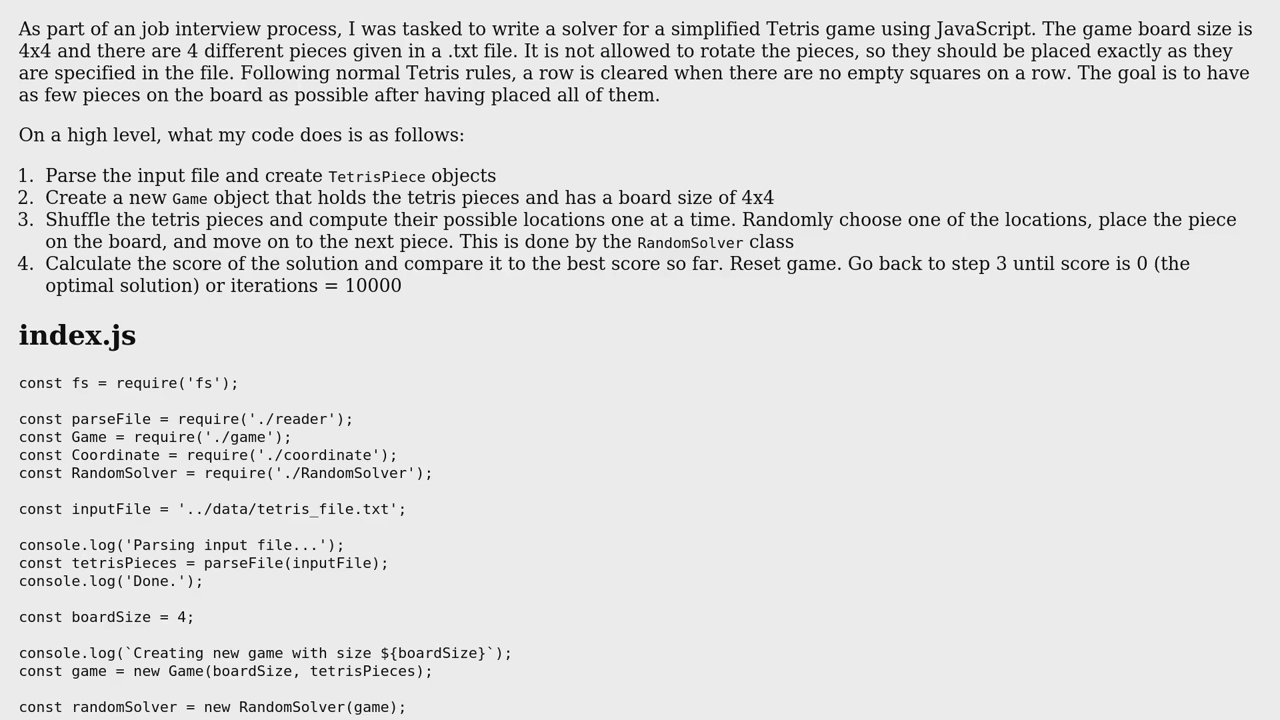 As part of an job interview process, I was tasked to write a solver for a simplified Tetris game using JavaScript. The game board size is
4x4 and there are 4 different pieces given in a .txt file. It is not allowed to rotate the pieces, so they should be placed exactly as they
are specified in the file. Following normal Tetris rules, a row is cleared when there are no empty squares on a row. The goal is to have
as few pieces on the board as possible after having placed all of them.
On a high level, what my code does is as follows:
1. Parse the input file and create TetrisPiece objects
2. Create a new Game object that holds the tetris pieces and has a board size of 4x4
3. Shuffle the tetris pieces and compute their possible locations one at a time. Randomly choose one of the locations, place the piece
on the board, and move on to the next piece. This is done by the RandomSolver class
4. Calculate the score of the solution and compare it to the best score so far. Reset game. Go back to step 3 until score is 0 (the
optimal solution) or iterations = 10000
index.js
const fs = require('fs');
const parseFile = require('./reader');
const Game = require('./game');
const Coordinate = require('./coordinate');
const RandomSolver = require('./RandomSolver');
const inputFile = '../data/tetris_file.txt';
console.log('Parsing input file...');
const tetrisPieces = parseFile(inputFile);
console.log('Done.');
const boardSize = 4;
console.log(`Creating new game with size ${boardSize}`);
const game = new Game(boardSize, tetrisPieces);
const randomSolver = new RandomSolver(game);